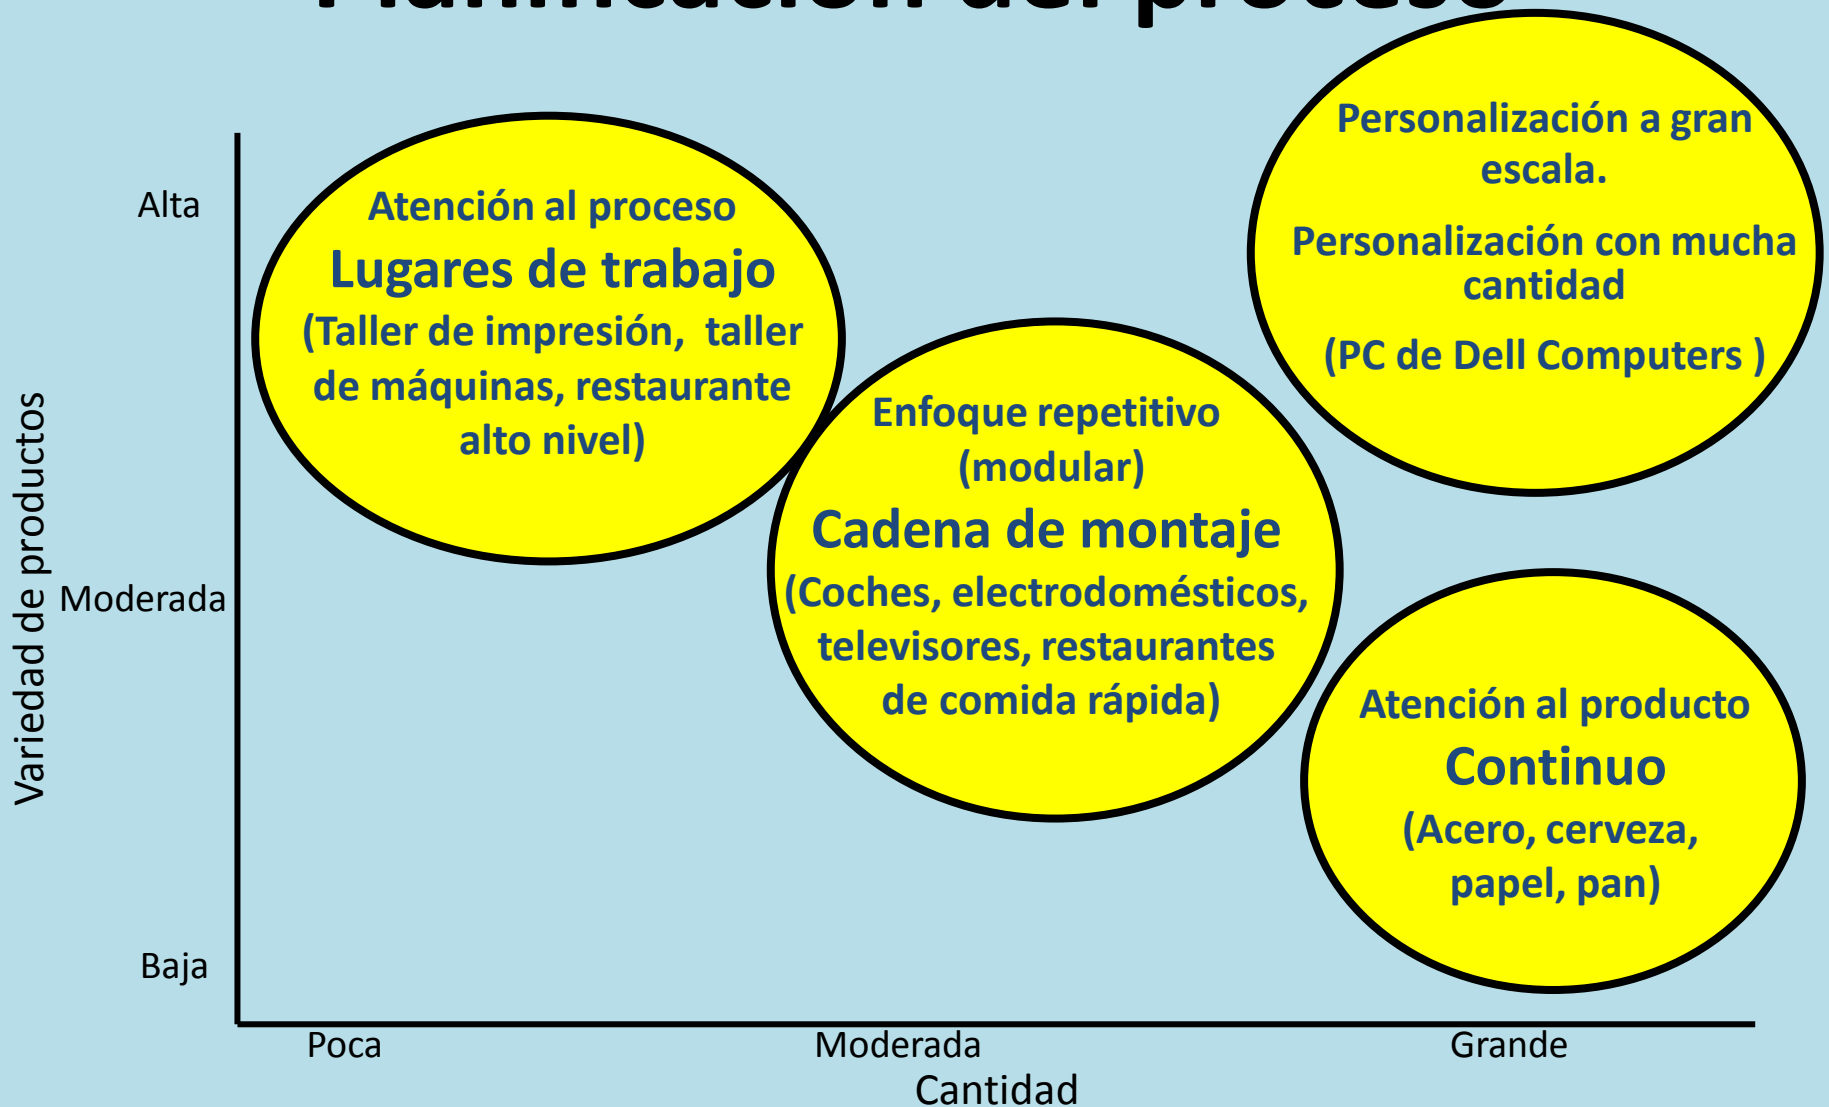 Planificación del proceso
Alta
Moderada
Baja
Variedad de productos
Atención al proceso
Lugares de trabajo
(Taller de impresión, taller
de máquinas, restaurante
alto nivel)
Enfoque repetitivo
(modular)
Cadena de montaje
(Coches, electrodomésticos,
televisores, restaurantes
de comida rápida)
Personalización a gran
escala.
Personalización con mucha
cantidad
(PC de Dell Computers )
Atención al producto
Continuo
(Acero, cerveza,
papel, pan)
Poca
Moderada
Grande
Cantidad